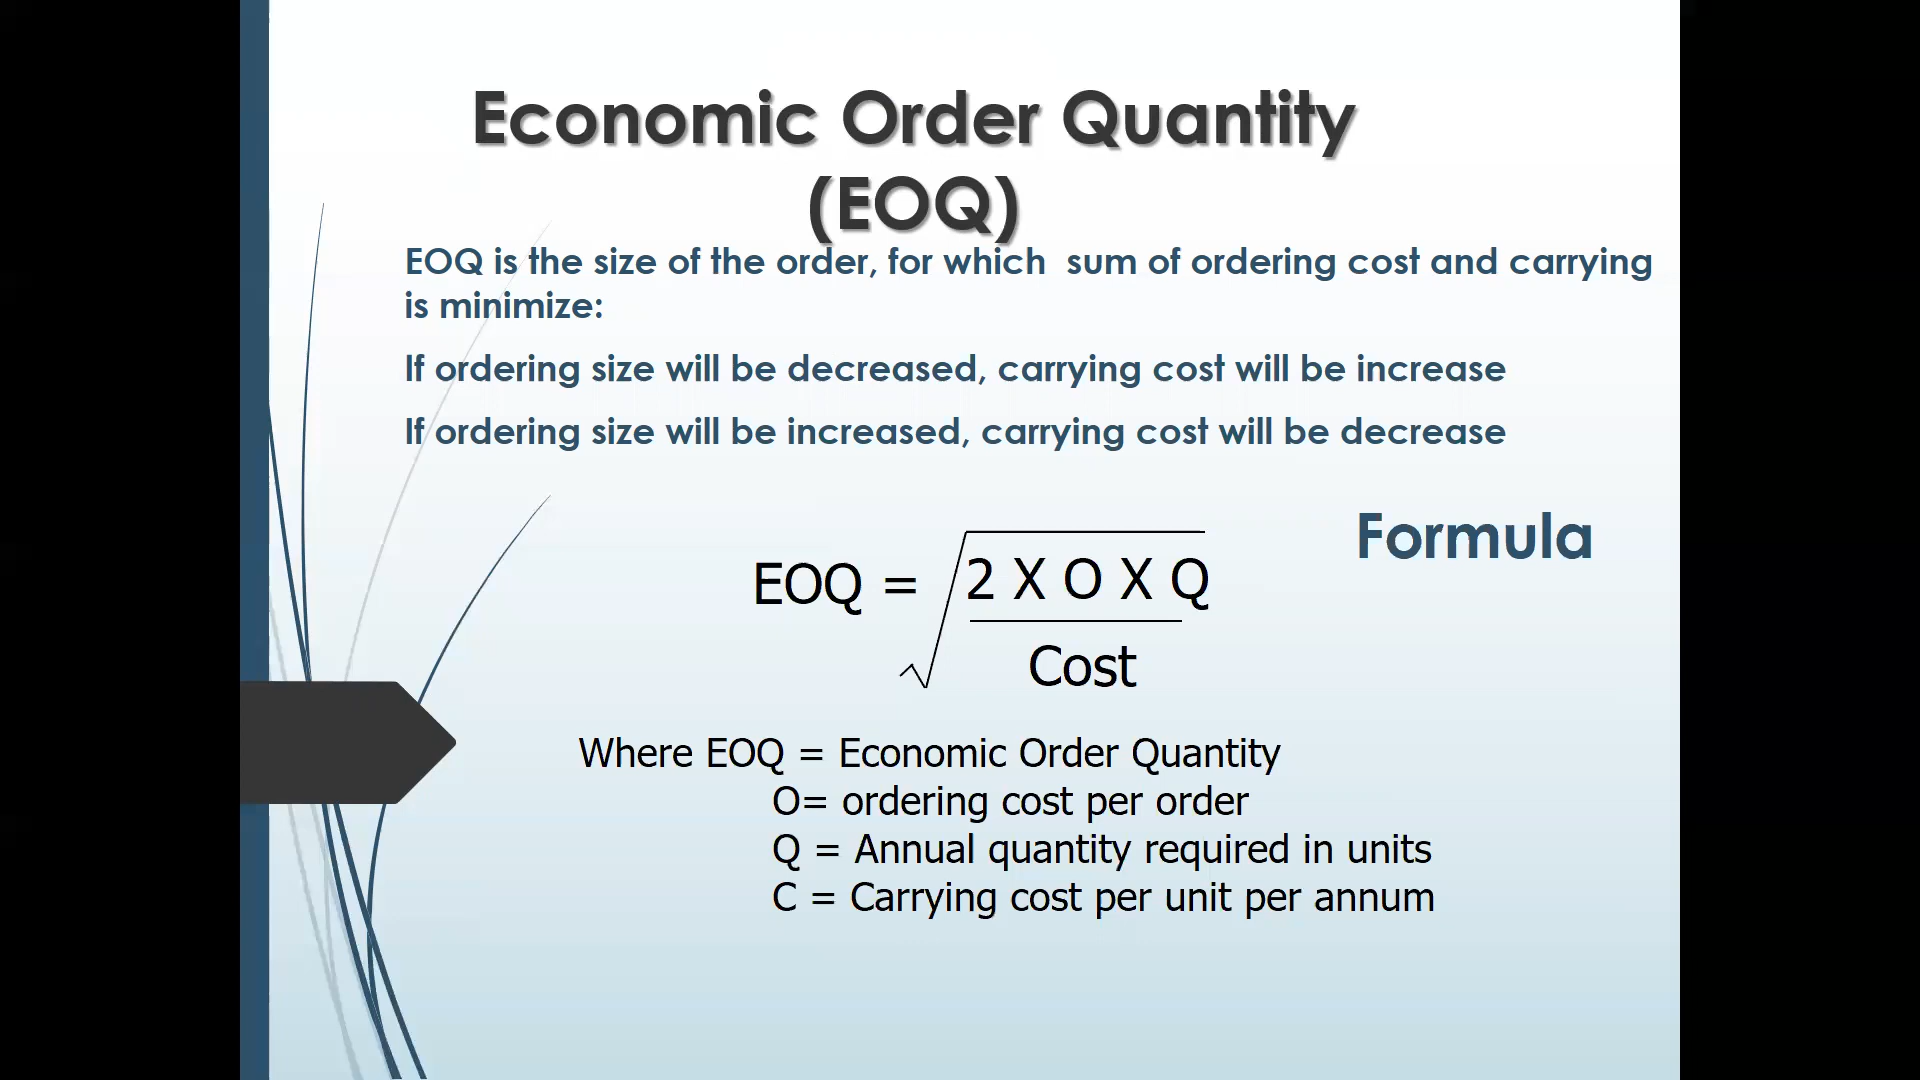 Economic Order Quantity
(EOQ)
EOQ is the size of the order, for which sum of ordering cost and carrying
is minimize:
If ordering size will be decreased, carrying cost will be increase
If ordering size will be increased, carrying cost will be decrease
Formula
EOQ = √ 2 X O X Q
Cost
Where EOQ = Economic Order Quantity
O= ordering cost per order
Q = Annual quantity required in units
C = Carrying cost per unit per annum